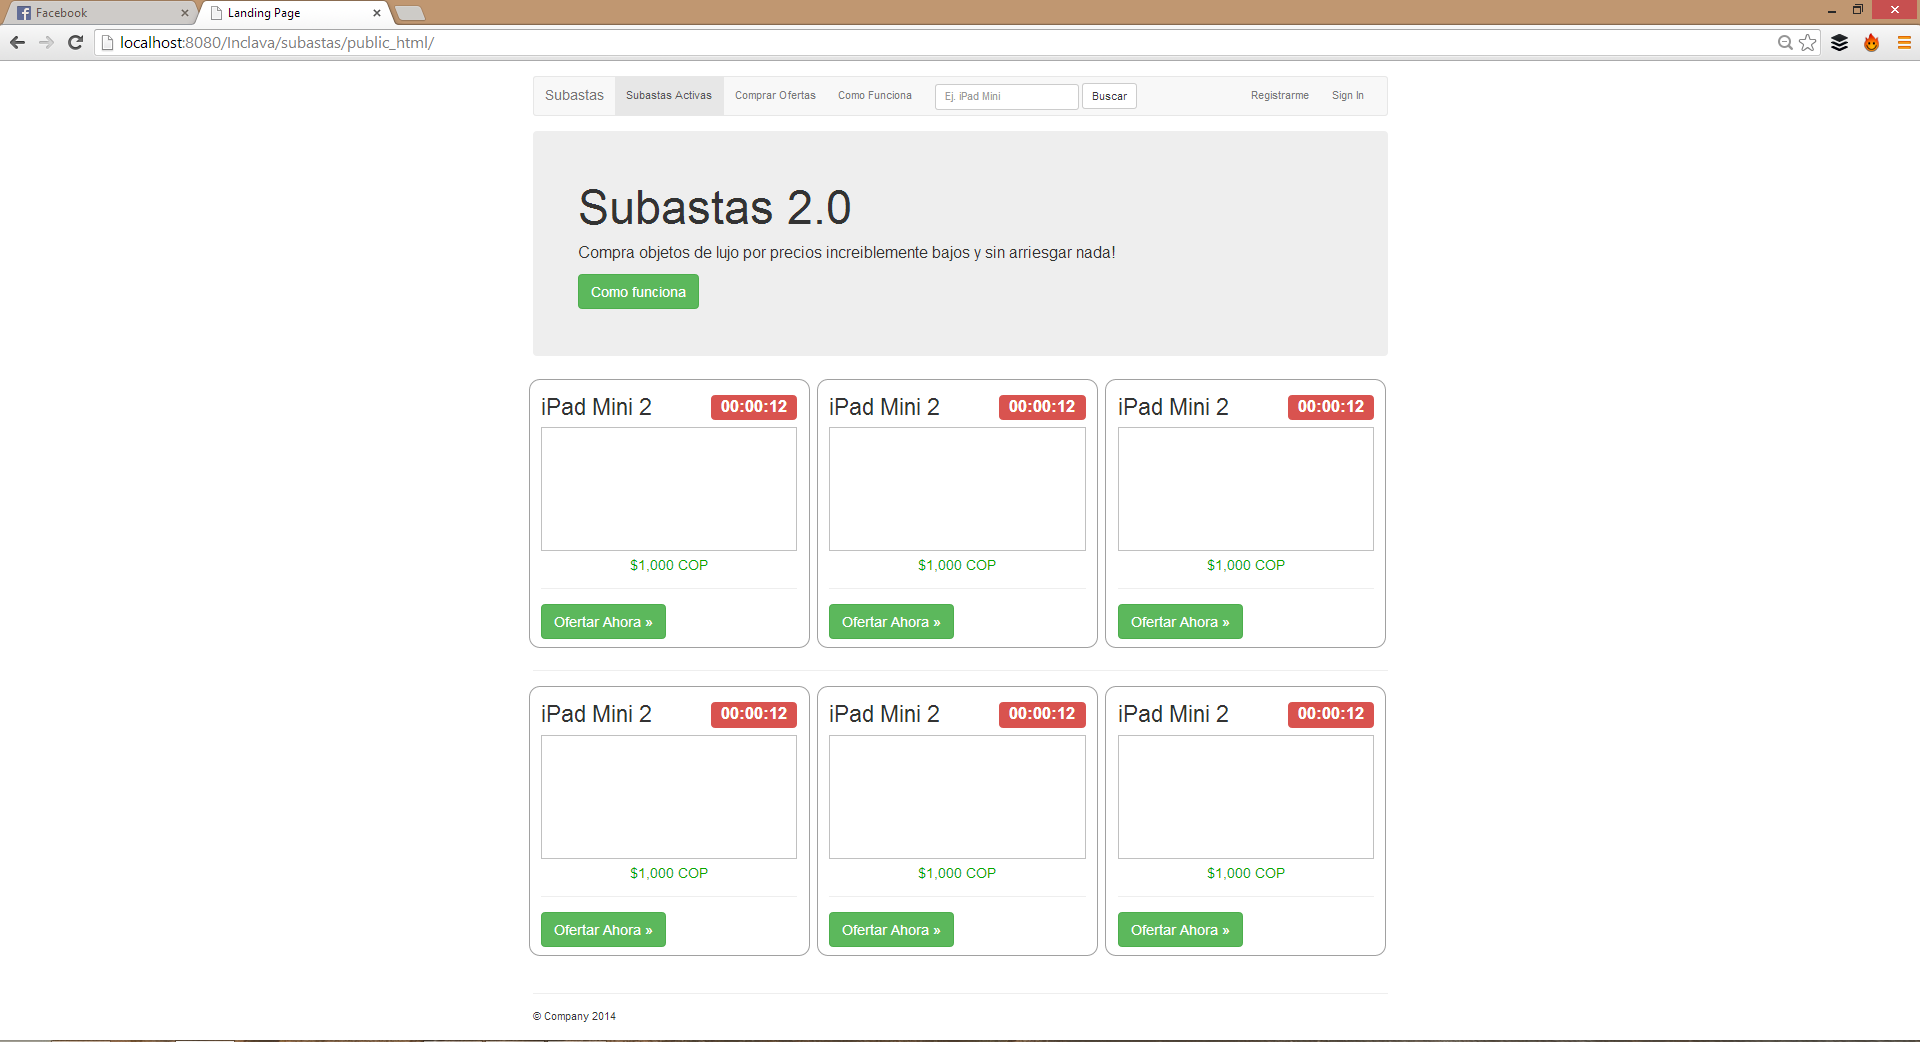 Facebook
Landing Page
localhost:8080/Inclava/subastas/public_html/
Subastas Subastas Activas Comprar Ofertas Como Funciona Ej. iPad Mini Buscar Registrarme Sign In
Subastas 2.0
Compra objetos de lujo por precios increiblemente bajos y sin arriesgar nada!
Como funciona
iPad Mini 2 00:00:12
$1,000 COP
Ofertar Ahora »
iPad Mini 2 00:00:12
$1,000 COP
Ofertar Ahora »
iPad Mini 2 00:00:12
$1,000 COP
Ofertar Ahora »
iPad Mini 2 00:00:12
$1,000 COP
Ofertar Ahora »
iPad Mini 2 00:00:12
$1,000 COP
Ofertar Ahora »
iPad Mini 2 00:00:12
$1,000 COP
Ofertar Ahora »
© Company 2014